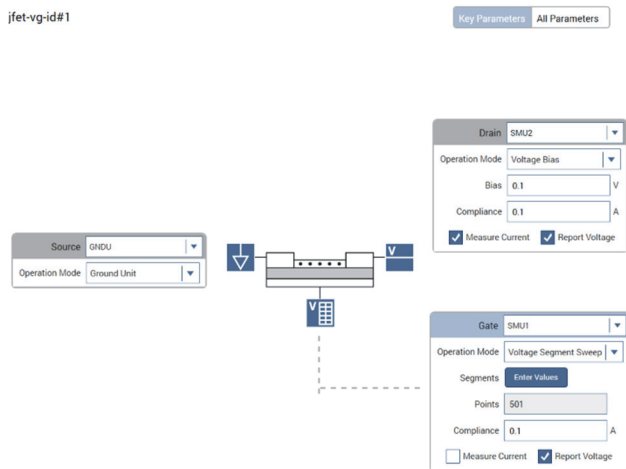 jfet-vg-id#1
Key Parameters All Parameters
Drain SMU2
Operation Mode Voltage Bias
Bias 0.1 V
Compliance 0.1 A
Measure Current Report Voltage
Source GNDU
Operation Mode Ground Unit
V
V
Gate SMU1
Operation Mode Voltage Segment Sweep
Segments Enter Values
Points 501
Compliance 0.1 A
Measure Current Report Voltage